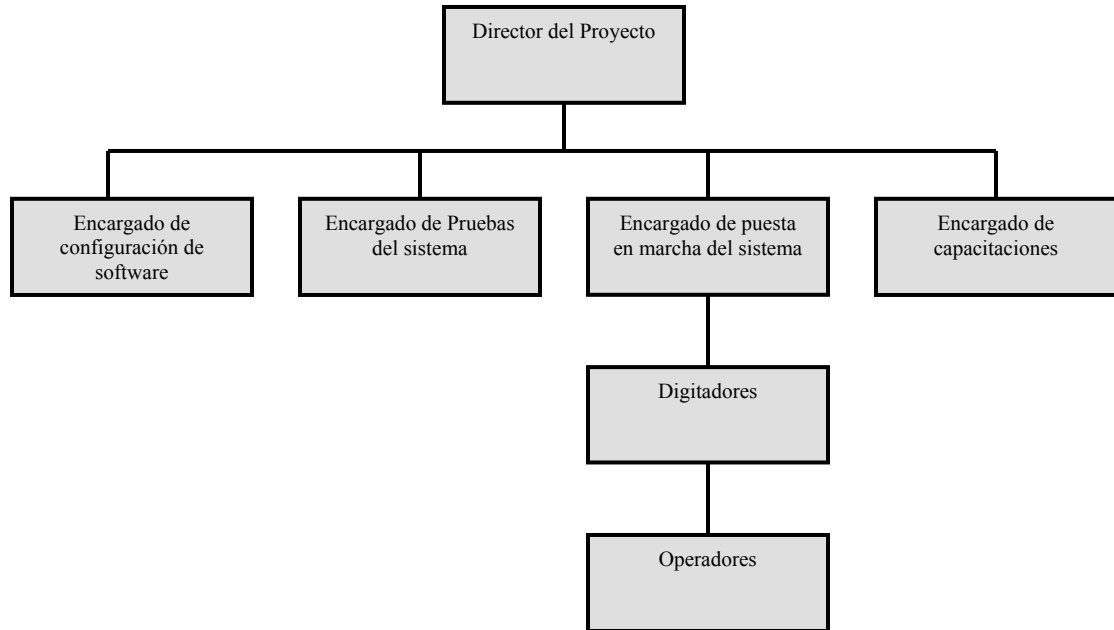 Director del Proyecto
Encargado de
configuración de
software
Encargado de Pruebas
del sistema
Encargado de puesta
en marcha del sistema
Encargado de
capacitaciones
Digitadores
Operadores